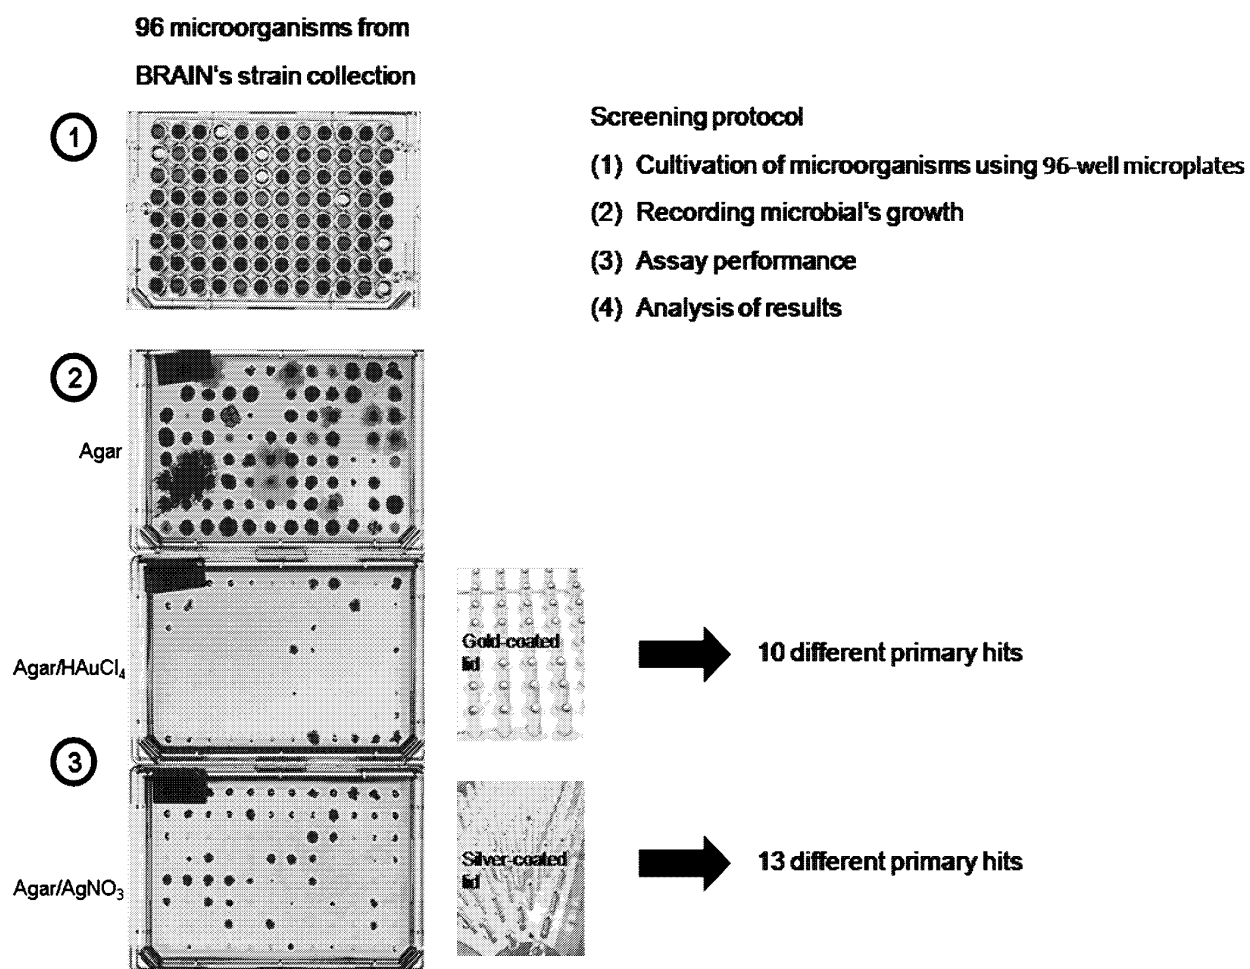 96 microorganisms from
BRAIN's strain collection
1
Screening protocol
(1) Cultivation of microorganisms using 96-well microplates
(2) Recording microbial's growth
(3) Assay performance
(4) Analysis of results
2
Agar
Agar/HAuCl₄
Gold-coated
lid
10 different primary hits
3
Agar/AgNO₃
Silver-coated
lid
13 different primary hits